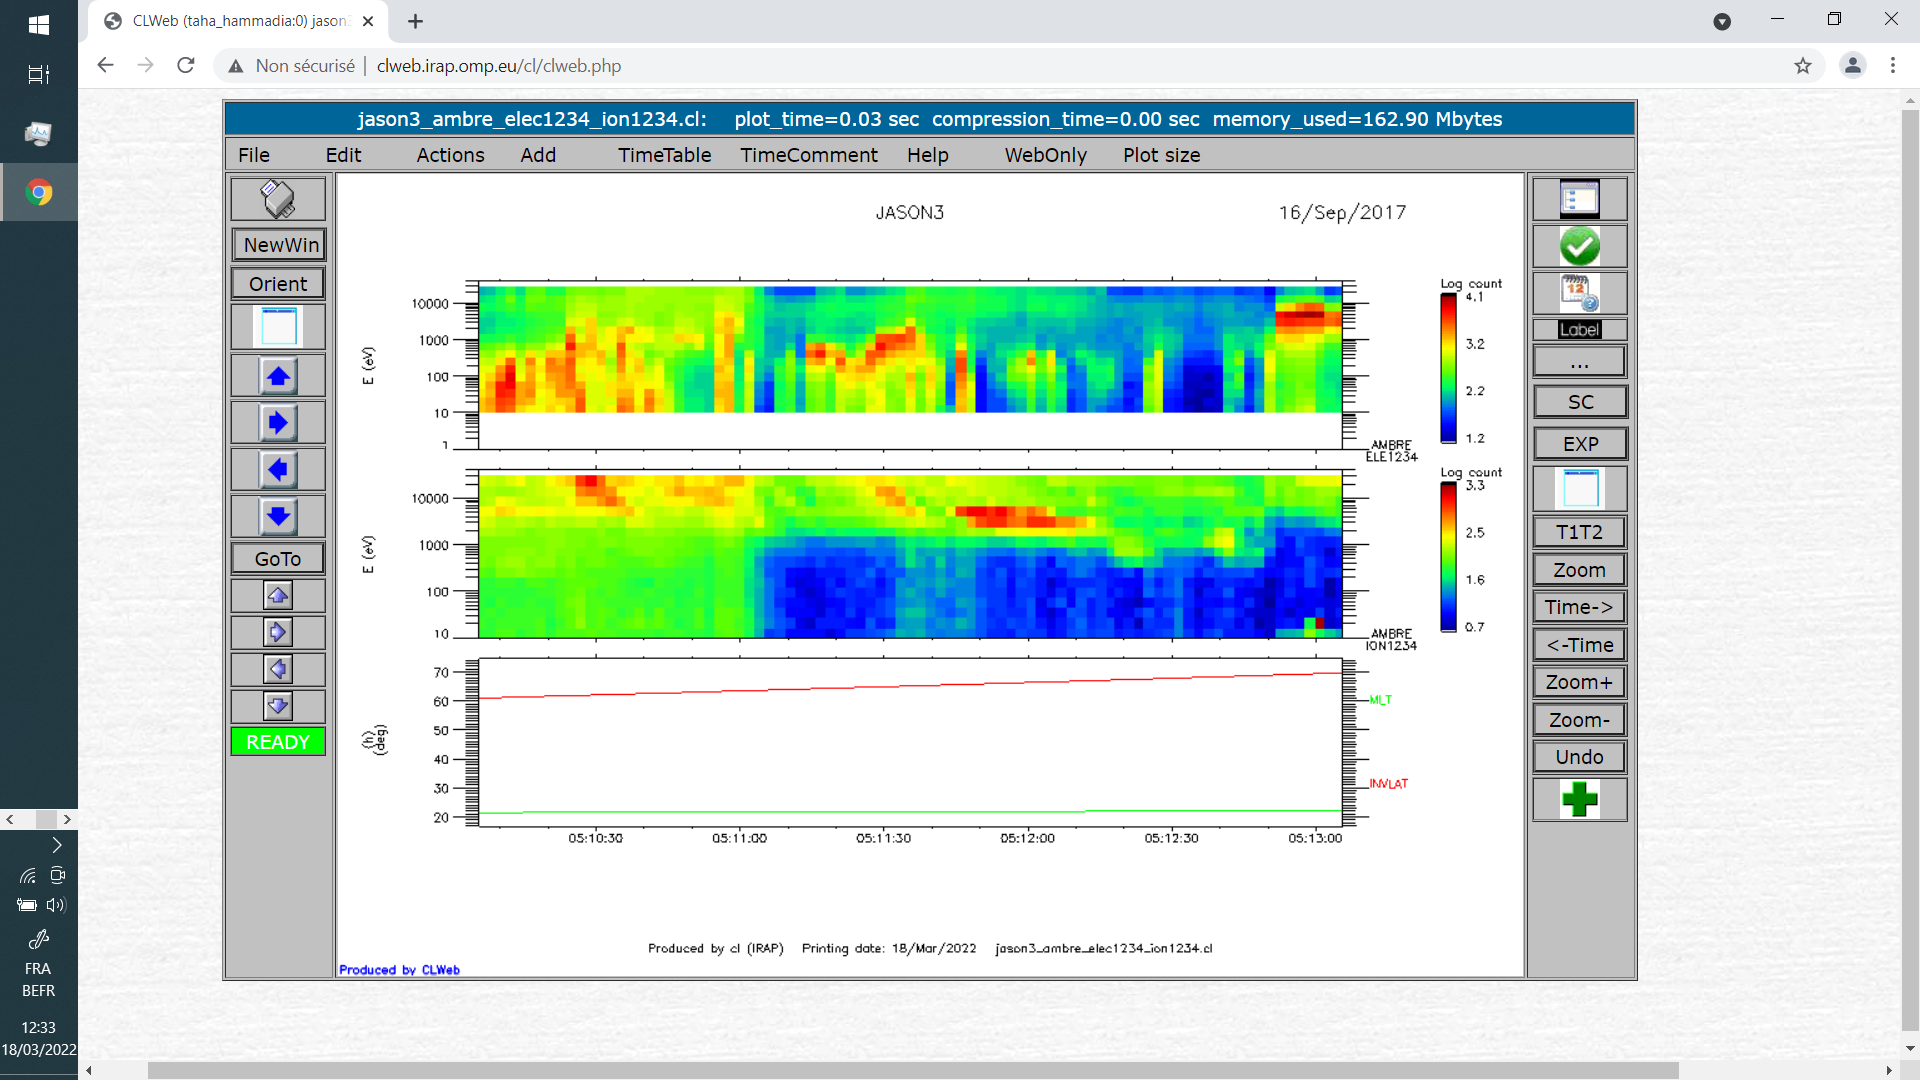 CLWeb (taha_hammadia:0) jason3
Non sécurisé | clweb.irap.omp.eu/cl/clweb.php
jason3_ambre_elec1234_ion1234.cl: plot_time=0.03 sec compression_time=0.00 sec memory_used=162.90 Mbytes
File Edit Actions Add TimeTable TimeComment Help WebOnly Plot size
NewWin
Orient
GoTo
READY
JASON3 16/Sep/2017
E (eV)
10000
1000
100
10
1
Log count
4.1
3.2
2.2
1.2
AMBRE
ELE1234
E (eV)
10000
1000
100
10
Log count
3.3
2.5
1.6
0.7
AMBRE
ION1234
(h)
(deg)
70
60
50
40
30
20
MLT
INVLAT
05:10:30 05:11:00 05:11:30 05:12:00 05:12:30 05:13:00
Produced by cl (IRAP) Printing date: 18/Mar/2022 jason3_ambre_elec1234_ion1234.cl
Produced by CLWeb
12
Label
...
SC
EXP
T1T2
Zoom
Time->
<-Time
Zoom+
Zoom-
Undo
FRA
BEFR
12:33
18/03/2022